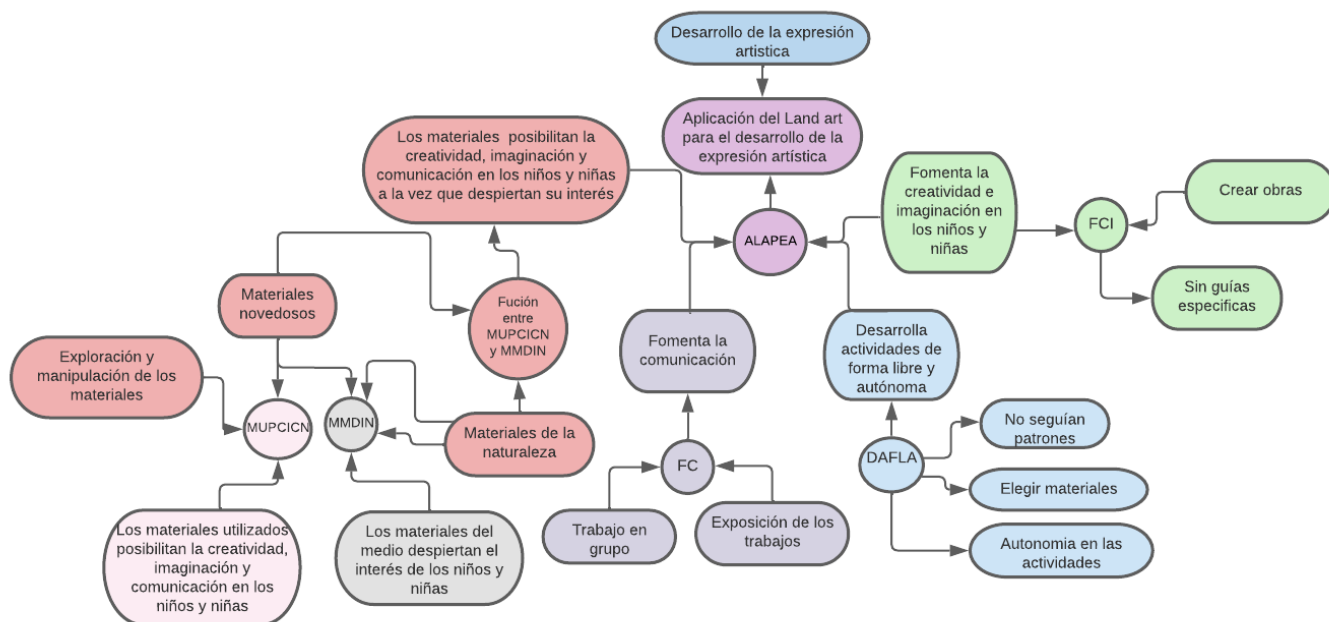 Desarrollo de la expresión
artistica
Aplicación del Land art
para el desarrollo de la
expresión artística
Los materiales posibilitan la
creatividad, imaginación y
comunicación en los niños y niñas
a la vez que despiertan su interés
Fomenta la
creatividad e
imaginación en
los niños y
niñas
Crear obras
FCI
ALAPEA
Sin guías
especificas
Materiales
novedosos
Fución
entre
MUPCICN
y MMDIN
Fomenta la
comunicación
Desarrolla
actividades de
forma libre y
autónoma
Exploración y
manipulación de los
materiales
MUPCICN
MMDIN
Materiales de la
naturaleza
No seguían
patrones
FC
DAFLA
Elegir materiales
Los materiales utilizados
posibilitan la creatividad,
imaginación y
comunicación en los
niños y niñas
Los materiales del
medio despiertan el
interés de los niños y
niñas
Trabajo en
grupo
Exposición de los
trabajos
Autonomia en las
actividades